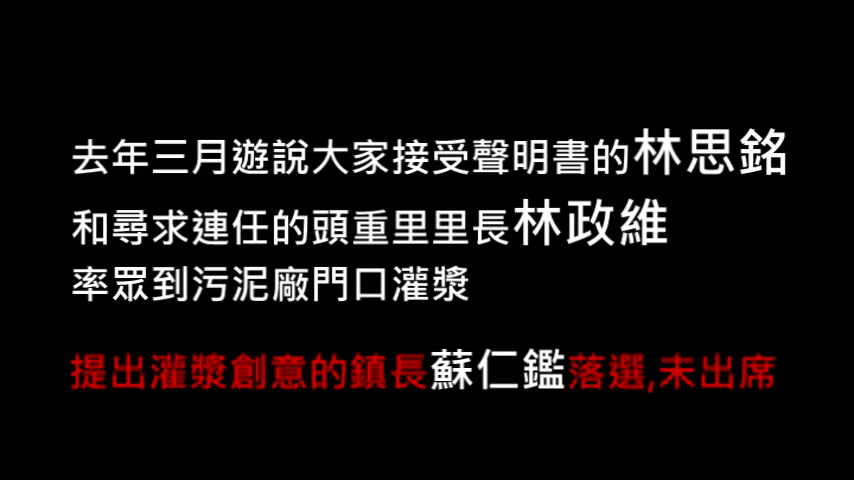 去年三月遊說大家接受聲明書的林思銘
和尋求連任的頭重里里長林政維
率眾到污泥廠門口灌漿
提出灌漿創意的鎮長蘇仁鑑落選,未出席